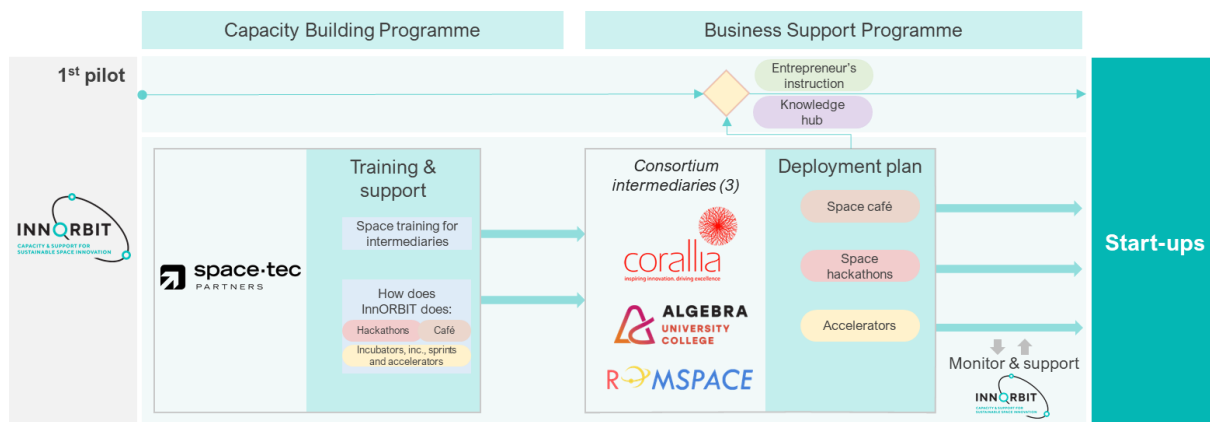 Capacity Building Programme
Business Support Programme
1st pilot
Entrepreneur's
instruction
Knowledge
hub
INNORBIT
CAPACITY & SUPPORT FOR
SUSTAINABLE SPACE INNOVATION
space·tec
PARTNERS
Training &
support
Space training for
intermediaries
How does
InnORBIT does:
Hackathons
Café
Incubators, inc., sprints
and accelerators
Consortium
intermediaries (3)
corallia
inspiring innovation, driving excellence
ALGEBRA
UNIVERSITY
COLLEGE
ROMSPACE
Deployment plan
Space café
Space
hackathons
Accelerators
Monitor & support
INNORBIT
CAPACITY & SUPPORT FOR
SUSTAINABLE SPACE INNOVATION
Start-ups